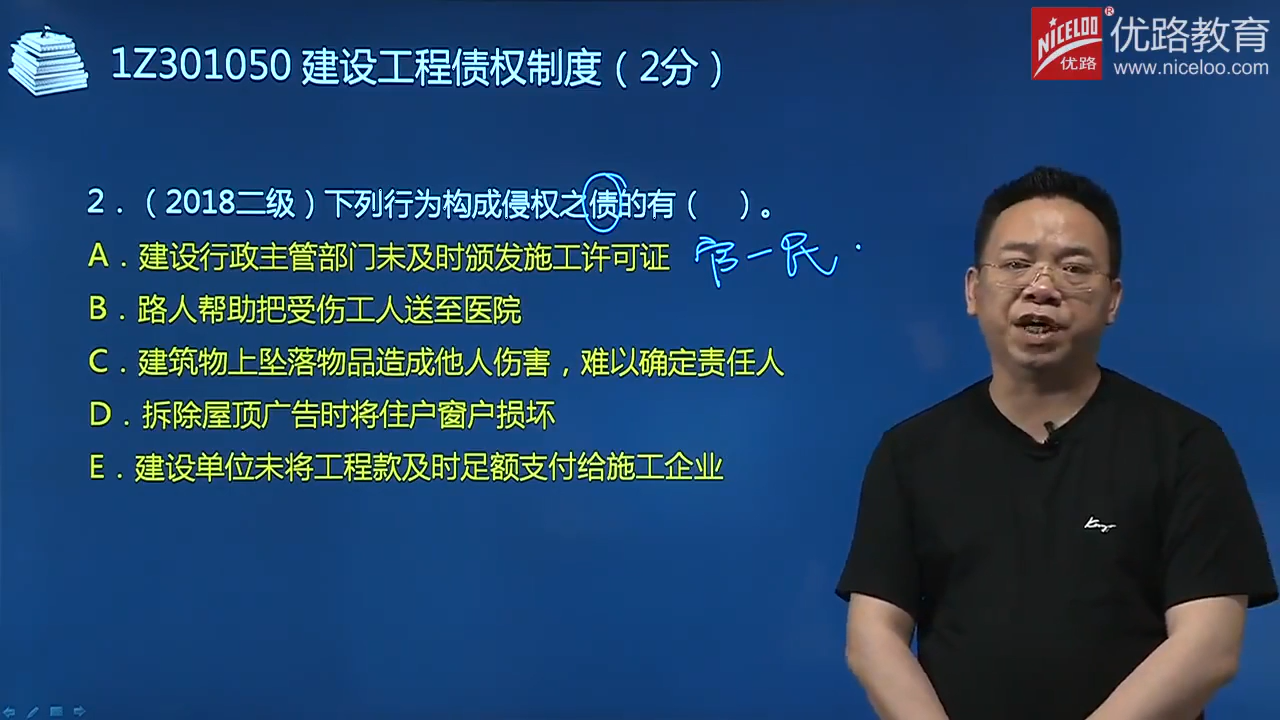 NICELOO
优路
®
优路教育
www.niceloo.com
1Z301050 建设工程债权制度（2分）
2．（2018二级）下列行为构成侵权之债的有（ ）。
A．建设行政主管部门未及时颁发施工许可证 官一民
B．路人帮助把受伤工人送至医院
C．建筑物上坠落物品造成他人伤害，难以确定责任人
D．拆除屋顶广告时将住户窗户损坏
E．建设单位未将工程款及时足额支付给施工企业